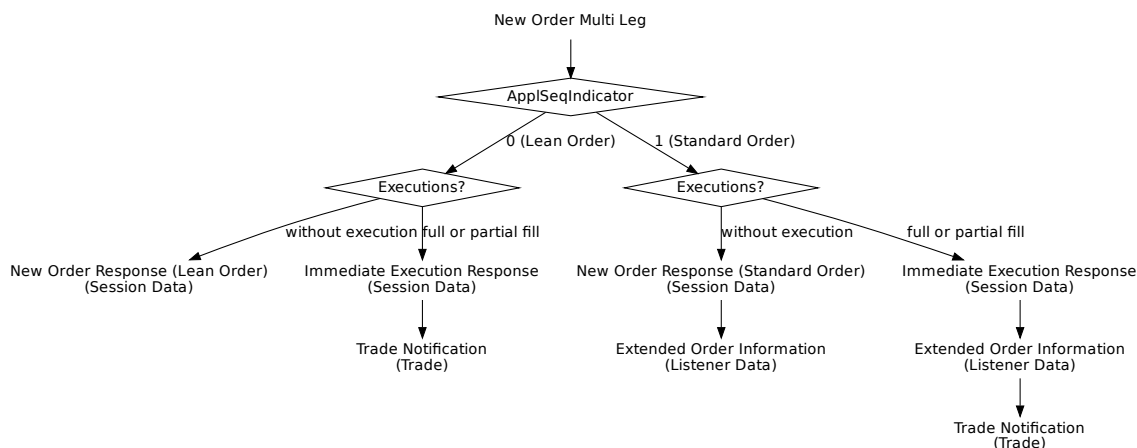 New Order Multi Leg
ApplSeqIndicator
0 (Lean Order)
1 (Standard Order)
Executions?
Executions?
without execution
full or partial fill
without execution
full or partial fill
New Order Response (Lean Order)
(Session Data)
Immediate Execution Response
(Session Data)
New Order Response (Standard Order)
(Session Data)
Immediate Execution Response
(Session Data)
Trade Notification
(Trade)
Extended Order Information
(Listener Data)
Extended Order Information
(Listener Data)
Trade Notification
(Trade)